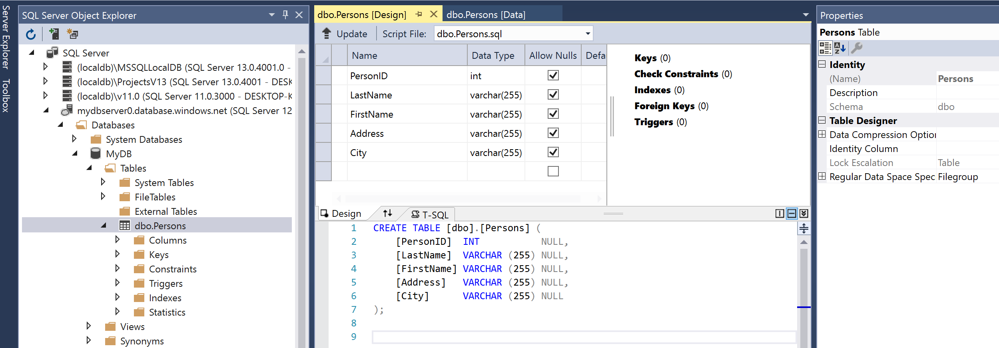 Server Explorer
Toolbox
SQL Server Object Explorer
SQL Server
(localdb)\MSSQLLocalDB (SQL Server 13.0.4001.0 -
(localdb)\ProjectsV13 (SQL Server 13.0.4001 - DESK
(localdb)\v11.0 (SQL Server 11.0.3000 - DESKTOP-K
mydbserver0.database.windows.net (SQL Server 12
Databases
System Databases
MyDB
Tables
System Tables
FileTables
External Tables
dbo.Persons
Columns
Keys
Constraints
Triggers
Indexes
Statistics
Views
Synonyms
dbo.Persons [Design]
dbo.Persons [Data]
Update
Script File:
dbo.Persons.sql
Name Data Type Allow Nulls Defa
PersonID int
LastName varchar(255)
FirstName varchar(255)
Address varchar(255)
City varchar(255)
Keys (0)
Check Constraints (0)
Indexes (0)
Foreign Keys (0)
Triggers (0)
Design
T-SQL
1 CREATE TABLE [dbo].[Persons] (
2 [PersonID] INT NULL,
3 [LastName] VARCHAR (255) NULL,
4 [FirstName] VARCHAR (255) NULL,
5 [Address] VARCHAR (255) NULL,
6 [City] VARCHAR (255) NULL
7 );
8
9
Properties
Persons Table
Identity
(Name) Persons
Description
Schema dbo
Table Designer
Data Compression Option
Identity Column
Lock Escalation Table
Regular Data Space Spec Filegroup